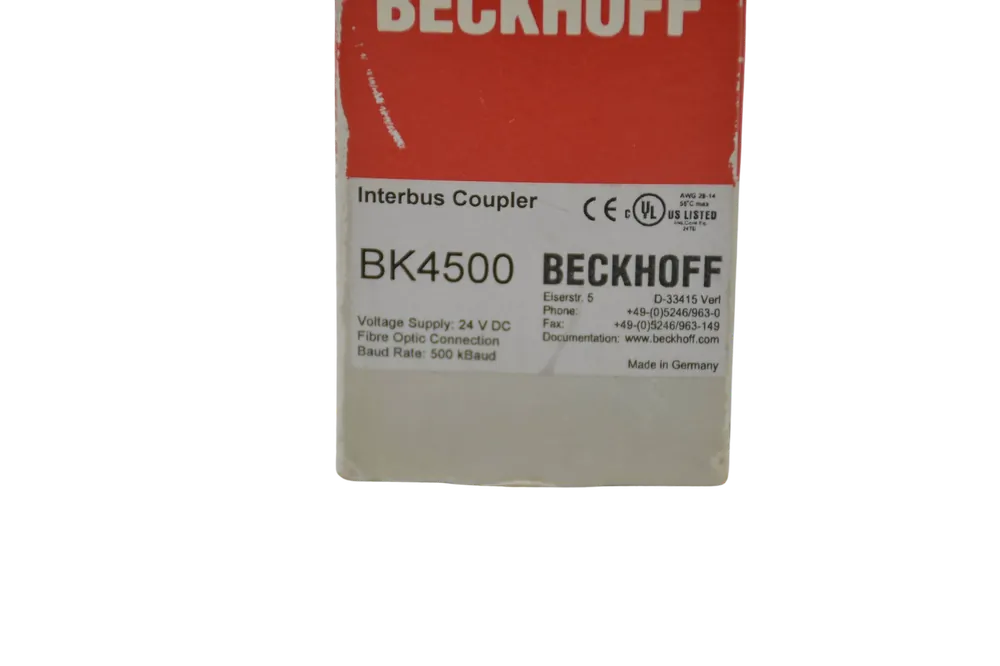 BECKHOFF
Interbus Coupler
CE c UL US LISTED
AWG 28-14
55°C max
BK4500
BECKHOFF
Eiserstr. 5 D-33415 Verl
Phone: +49-(0)5246/963-0
Fax: +49-(0)5246/963-149
Documentation: www.beckhoff.com
Voltage Supply: 24 V DC
Fibre Optic Connection
Baud Rate: 500 kBaud
Made in Germany